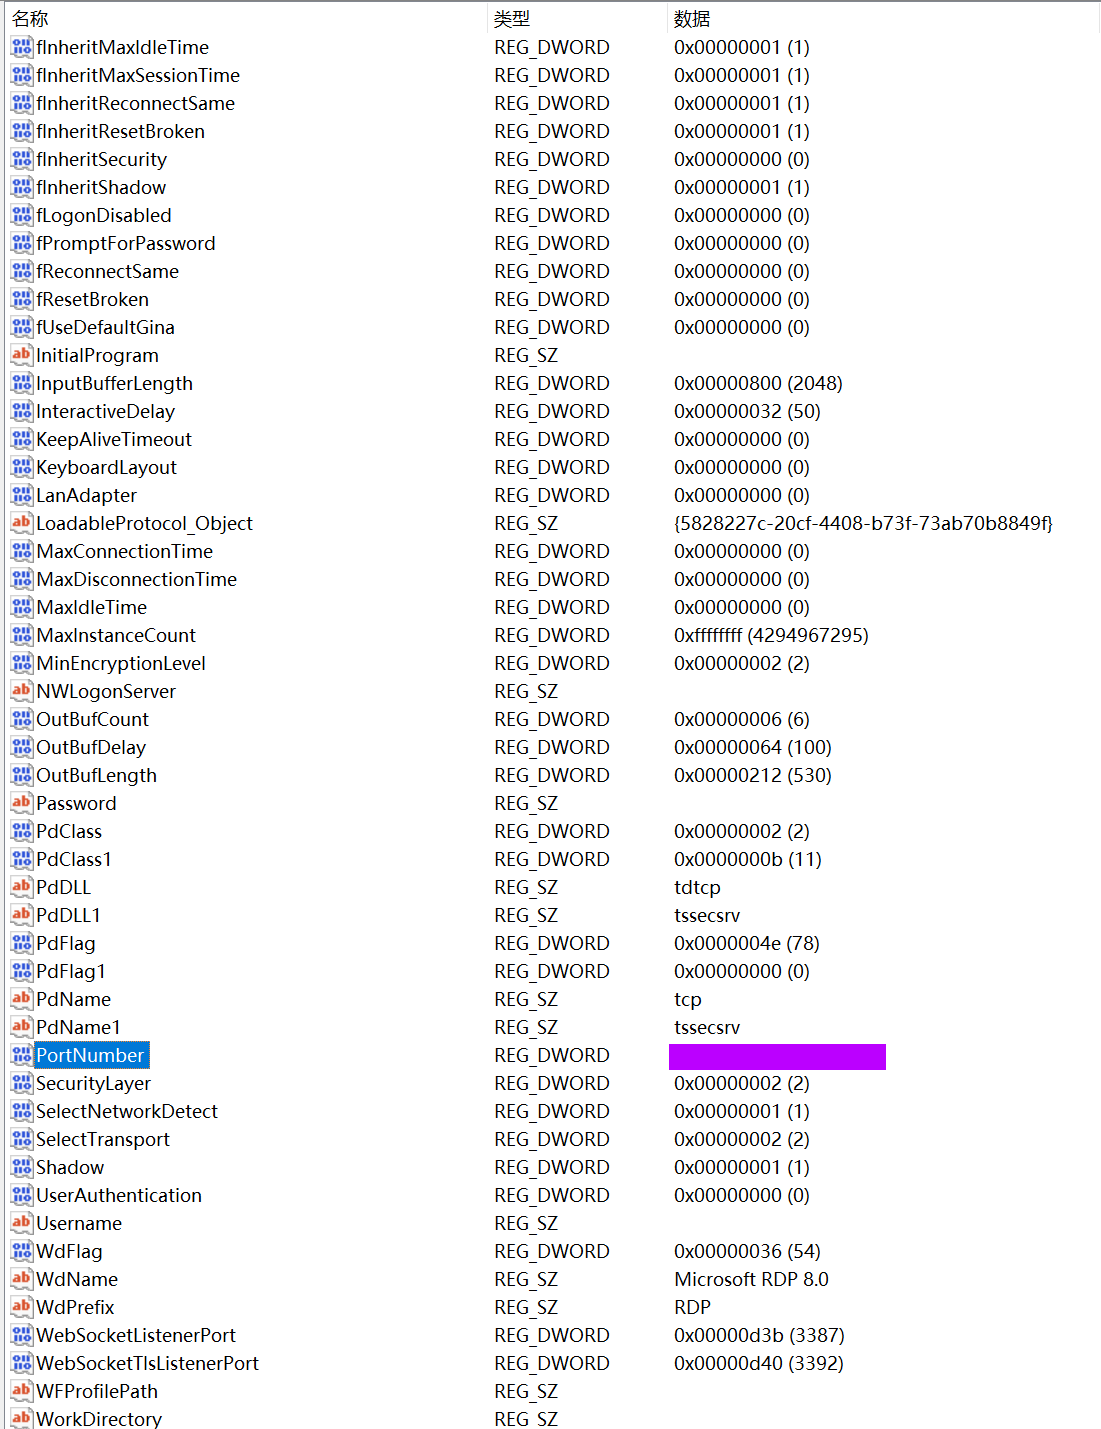 名称 类型 数据
fInheritMaxIdleTime REG_DWORD 0x00000001 (1)
fInheritMaxSessionTime REG_DWORD 0x00000001 (1)
fInheritReconnectSame REG_DWORD 0x00000001 (1)
fInheritResetBroken REG_DWORD 0x00000001 (1)
fInheritSecurity REG_DWORD 0x00000000 (0)
fInheritShadow REG_DWORD 0x00000001 (1)
fLogonDisabled REG_DWORD 0x00000000 (0)
fPromptForPassword REG_DWORD 0x00000000 (0)
fReconnectSame REG_DWORD 0x00000000 (0)
fResetBroken REG_DWORD 0x00000000 (0)
fUseDefaultGina REG_DWORD 0x00000000 (0)
InitialProgram REG_SZ
InputBufferLength REG_DWORD 0x00000800 (2048)
InteractiveDelay REG_DWORD 0x00000032 (50)
KeepAliveTimeout REG_DWORD 0x00000000 (0)
KeyboardLayout REG_DWORD 0x00000000 (0)
LanAdapter REG_DWORD 0x00000000 (0)
LoadableProtocol_Object REG_SZ {5828227c-20cf-4408-b73f-73ab70b8849f}
MaxConnectionTime REG_DWORD 0x00000000 (0)
MaxDisconnectionTime REG_DWORD 0x00000000 (0)
MaxIdleTime REG_DWORD 0x00000000 (0)
MaxInstanceCount REG_DWORD 0xffffffff (4294967295)
MinEncryptionLevel REG_DWORD 0x00000002 (2)
NWLogonServer REG_SZ
OutBufCount REG_DWORD 0x00000006 (6)
OutBufDelay REG_DWORD 0x00000064 (100)
OutBufLength REG_DWORD 0x00000212 (530)
Password REG_SZ
PdClass REG_DWORD 0x00000002 (2)
PdClass1 REG_DWORD 0x0000000b (11)
PdDLL REG_SZ tdtcp
PdDLL1 REG_SZ tssecsrv
PdFlag REG_DWORD 0x0000004e (78)
PdFlag1 REG_DWORD 0x00000000 (0)
PdName REG_SZ tcp
PdName1 REG_SZ tssecsrv
PortNumber REG_DWORD
SecurityLayer REG_DWORD 0x00000002 (2)
SelectNetworkDetect REG_DWORD 0x00000001 (1)
SelectTransport REG_DWORD 0x00000002 (2)
Shadow REG_DWORD 0x00000001 (1)
UserAuthentication REG_DWORD 0x00000000 (0)
Username REG_SZ
WdFlag REG_DWORD 0x00000036 (54)
WdName REG_SZ Microsoft RDP 8.0
WdPrefix REG_SZ RDP
WebSocketListenerPort REG_DWORD 0x00000d3b (3387)
WebSocketTlsListenerPort REG_DWORD 0x00000d40 (3392)
WFProfilePath REG_SZ
WorkDirectory REG_SZ